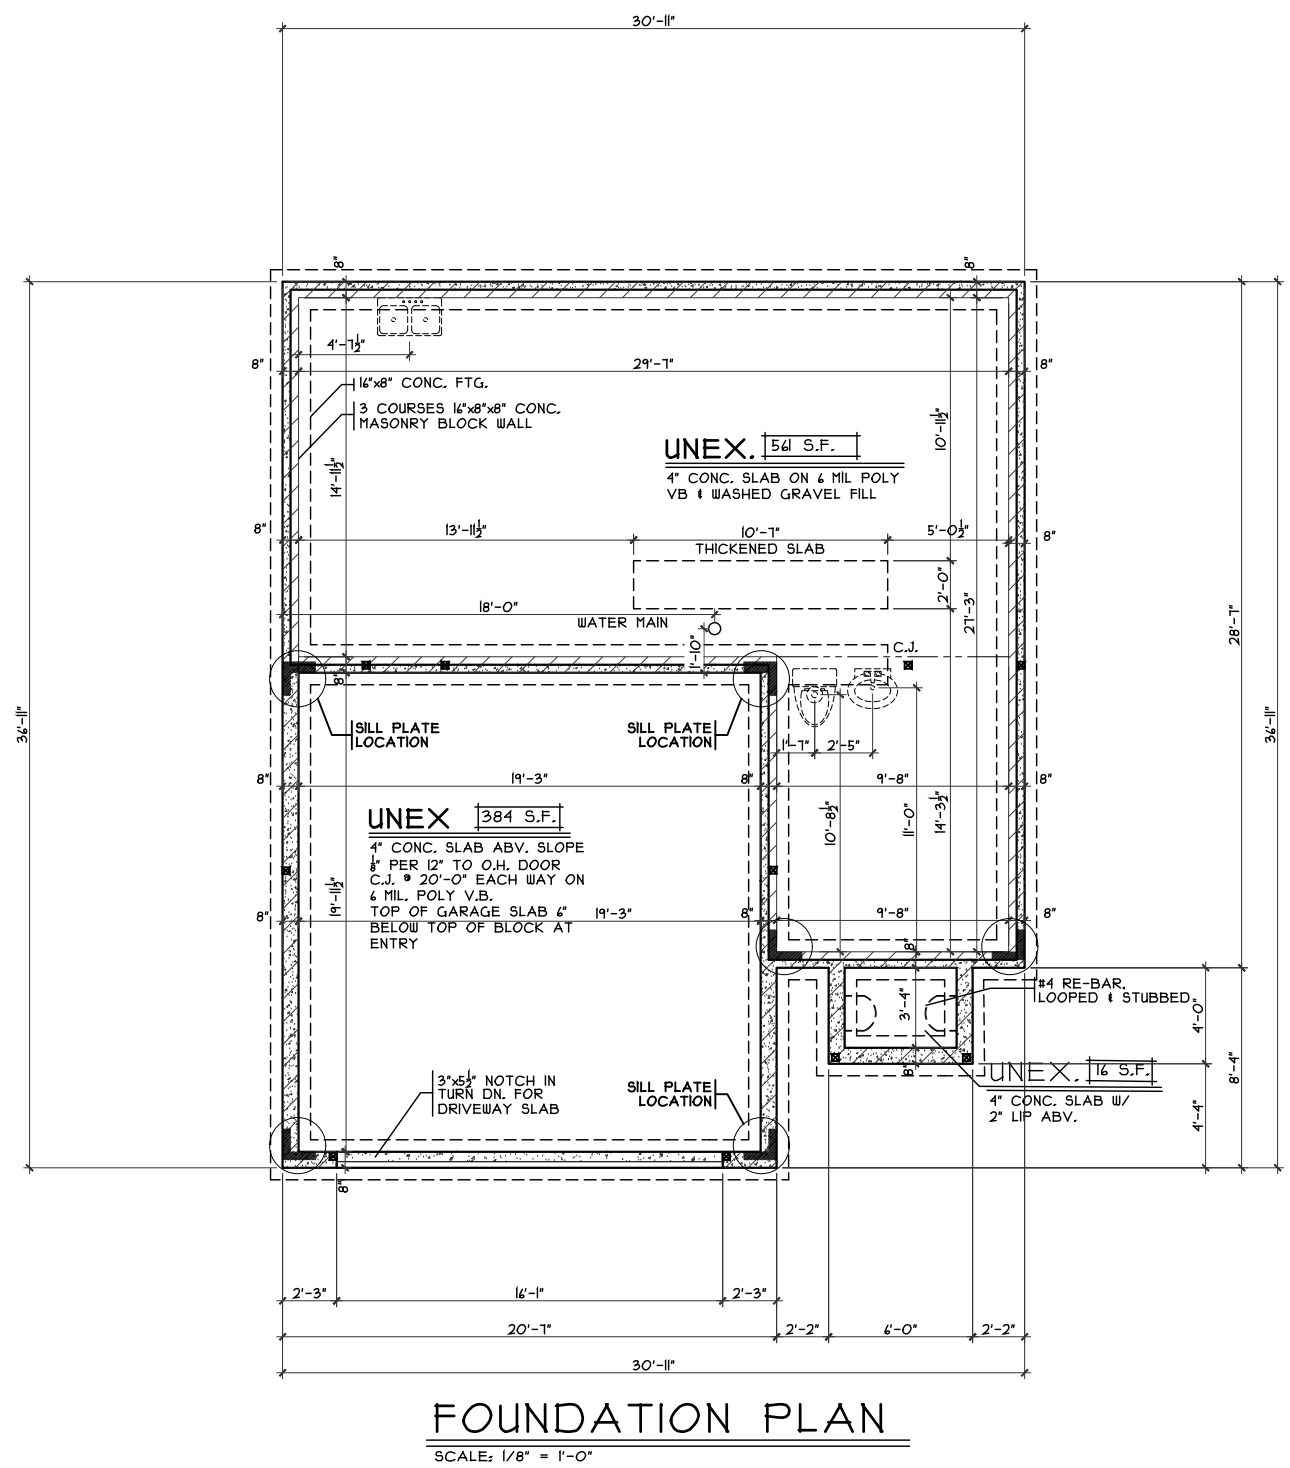 30'-11"
8"
8"
4'-7½"
8"
29'-7"
8"
16"x8" CONC. FTG.
3 COURSES 16"x8"x8" CONC.
MASONRY BLOCK WALL
10'-11½"
UNEX. 561 S.F.
4" CONC. SLAB ON 6 MIL POLY
VB & WASHED GRAVEL FILL
14'-11½"
8"
13'-11½"
10'-7"
5'-0½"
8"
THICKENED SLAB
2'-0"
27'-3"
18'-0"
WATER MAIN
1'-10"
C.J.
28'-7"
8"
36'-11"
36'-11"
SILL PLATE
LOCATION
SILL PLATE
LOCATION
1'-7"
2'-5"
8"
19'-3"
8"
9'-8"
8"
UNEX 384 S.F.
4" CONC. SLAB ABV. SLOPE
⅛" PER 12" TO O.H. DOOR
C.J. @ 20'-0" EACH WAY ON
6 MIL. POLY V.B.
TOP OF GARAGE SLAB 6"
BELOW TOP OF BLOCK AT
ENTRY
10'-8½"
11'-0"
14'-3½"
19'-11½"
8"
19'-3"
8"
9'-8"
8"
8"
#4 RE-BAR.
LOOPED & STUBBED
3'-4"
4'-0"
8"
UNEX. 16 S.F.
4" CONC. SLAB W/
2" LIP ABV.
8'-4"
4'-4"
3"x5½" NOTCH IN
TURN DN. FOR
DRIVEWAY SLAB
SILL PLATE
LOCATION
8"
2'-3"
16'-1"
2'-3"
20'-7"
2'-2"
6'-0"
2'-2"
30'-11"
FOUNDATION PLAN
SCALE: 1/8" = 1'-0"